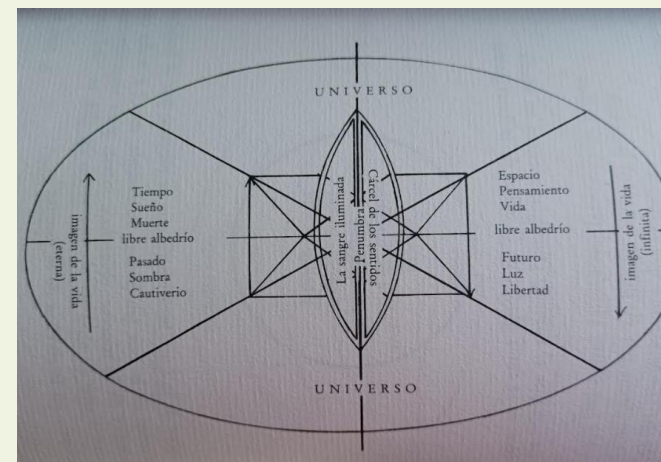 UNIVERSO
imagen de la vida
(eterna)
Tiempo
Sueño
Muerte
libre albedrío
Pasado
Sombra
Cautiverio
La sangre iluminada
Penumbra
Cárcel de los sentidos
Espacio
Pensamiento
Vida
libre albedrío
Futuro
Luz
Libertad
imagen de la vida
(infinita)
UNIVERSO